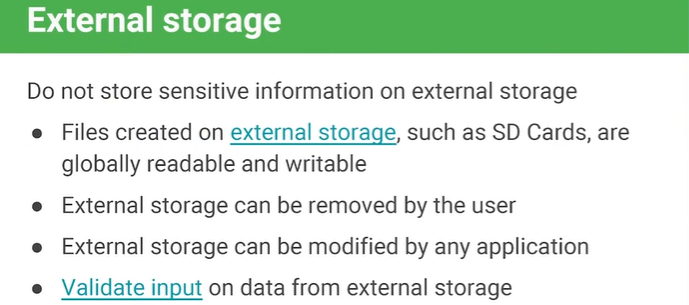 External storage
Do not store sensitive information on external storage
● Files created on external storage, such as SD Cards, are
globally readable and writable
● External storage can be removed by the user
● External storage can be modified by any application
● Validate input on data from external storage